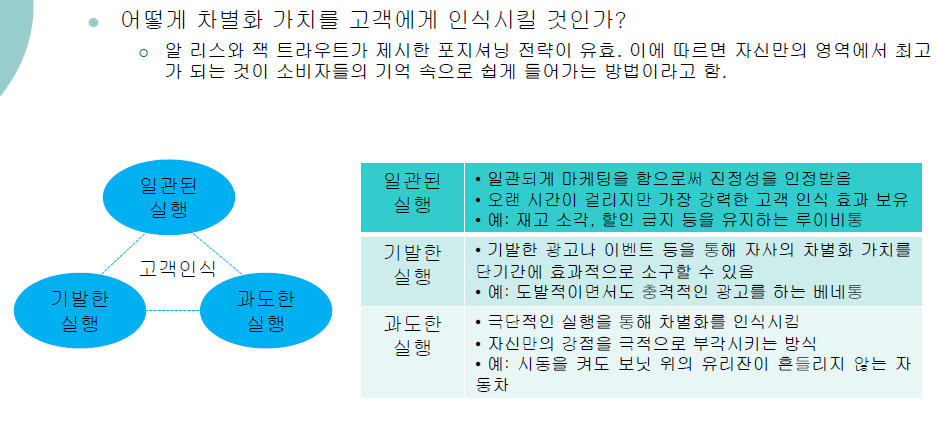 어떻게 차별화 가치를 고객에게 인식시킬 것인가?
알 리스와 잭 트라우트가 제시한 포지셔닝 전략이 유효. 이에 따르면 자신만의 영역에서 최고
가 되는 것이 소비자들의 기억 속으로 쉽게 들어가는 방법이라고 함.
일관된
실행
고객인식
기발한
실행
과도한
실행
일관된
실행
• 일관되게 마케팅을 함으로써 진정성을 인정받음
• 오랜 시간이 걸리지만 가장 강력한 고객 인식 효과 보유
• 예: 재고 소각, 할인 금지 등을 유지하는 루이비통
기발한
실행
• 기발한 광고나 이벤트 등을 통해 자사의 차별화 가치를
단기간에 효과적으로 소구할 수 있음
• 예: 도발적이면서도 충격적인 광고를 하는 베네통
과도한
실행
• 극단적인 실행을 통해 차별화를 인식시킴
• 자신만의 강점을 극적으로 부각시키는 방식
• 예: 시동을 켜도 보닛 위의 유리잔이 흔들리지 않는 자
동차